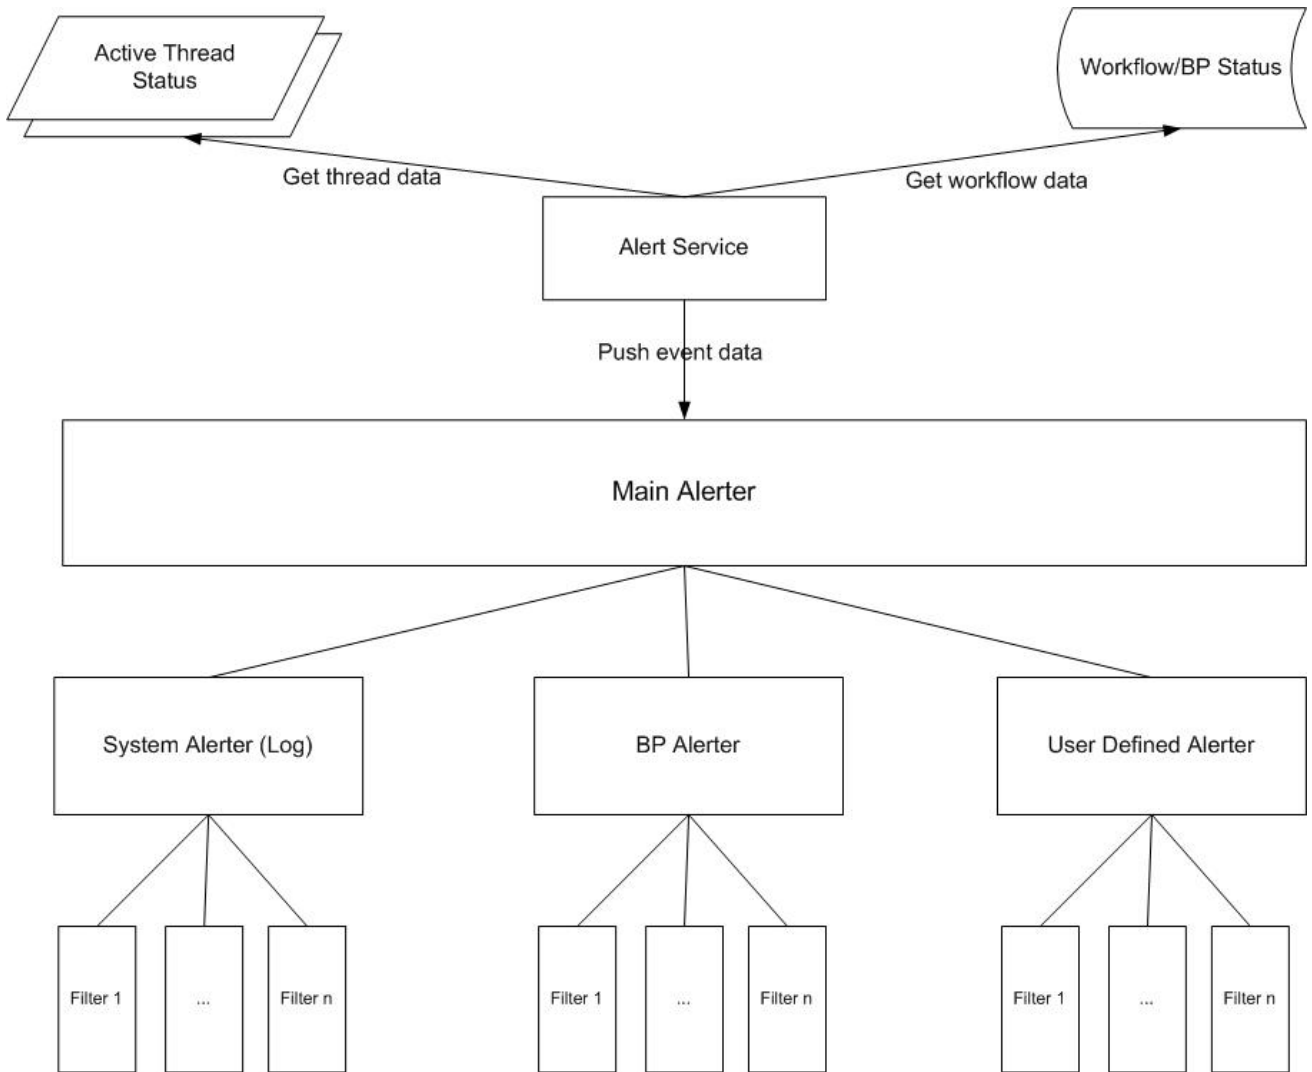 Active Thread
Status
Workflow/BP Status
Get thread data
Get workflow data
Alert Service
Push event data
Main Alerter
System Alerter (Log)
BP Alerter
User Defined Alerter
Filter 1
...
Filter n
Filter 1
...
Filter n
Filter 1
...
Filter n